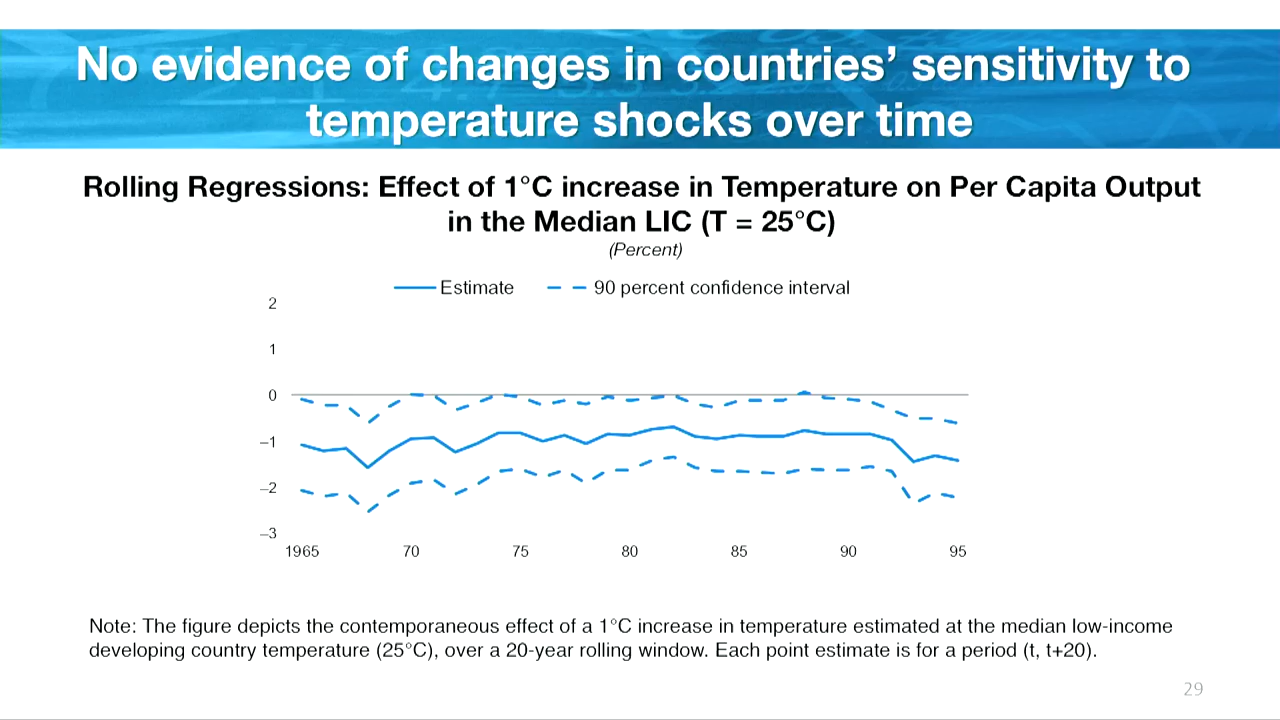 No evidence of changes in countries’ sensitivity to
temperature shocks over time
Rolling Regressions: Effect of 1°C increase in Temperature on Per Capita Output
in the Median LIC (T = 25°C)
(Percent)
Estimate
90 percent confidence interval
2
1
0
–1
–2
–3
1965 70 75 80 85 90 95
Note: The figure depicts the contemporaneous effect of a 1°C increase in temperature estimated at the median low-income
developing country temperature (25°C), over a 20-year rolling window. Each point estimate is for a period (t, t+20).
29